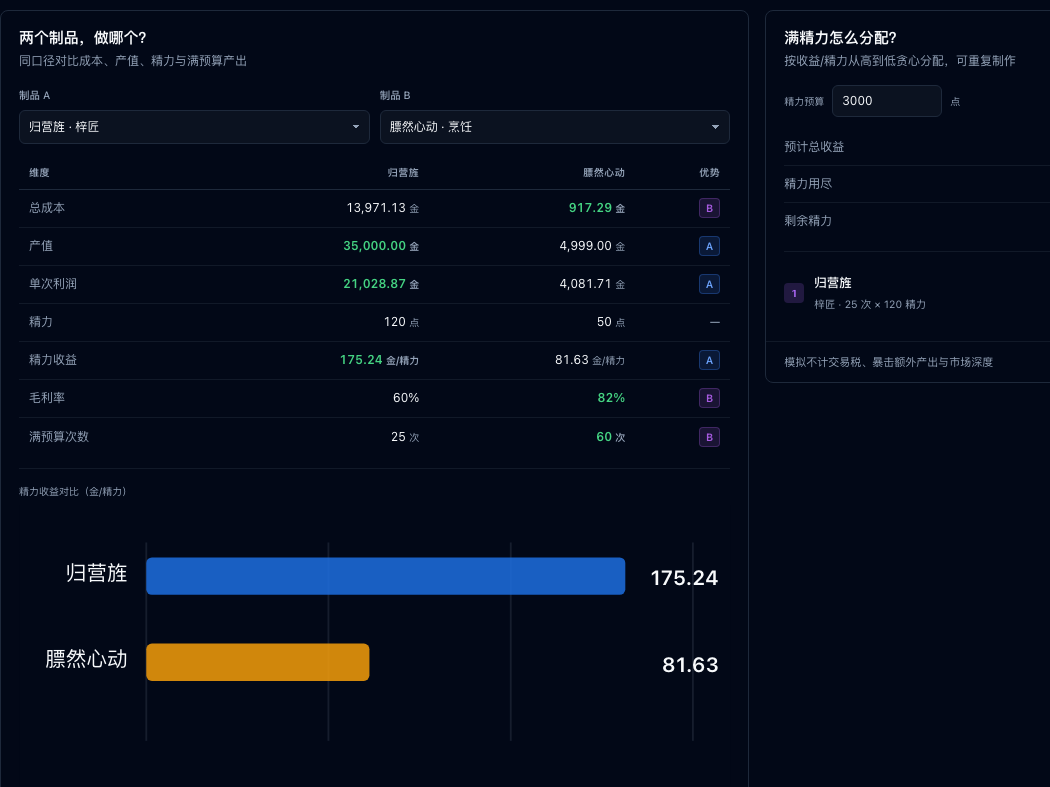 两个制品，做哪个?
同口径对比成本、产值、精力与满预算产出
制品 A
制品 B
归营旌 · 梓匠
膘然心动 · 烹饪
维度 归营旌 膘然心动 优势
总成本 13,971.13 金 917.29 金 B
产值 35,000.00 金 4,999.00 金 A
单次利润 21,028.87 金 4,081.71 金 A
精力 120 点 50 点 —
精力收益 175.24 金/精力 81.63 金/精力 A
毛利率 60% 82% B
满预算次数 25 次 60 次 B
精力收益对比（金/精力）
归营旌 175.24
膘然心动 81.63
满精力怎么分配?
按收益/精力从高到低贪心分配，可重复制作
精力预算 3000 点
预计总收益
精力用尽
剩余精力
1 归营旌
梓匠 · 25 次 × 120 精力
模拟不计交易税、暴击额外产出与市场深度